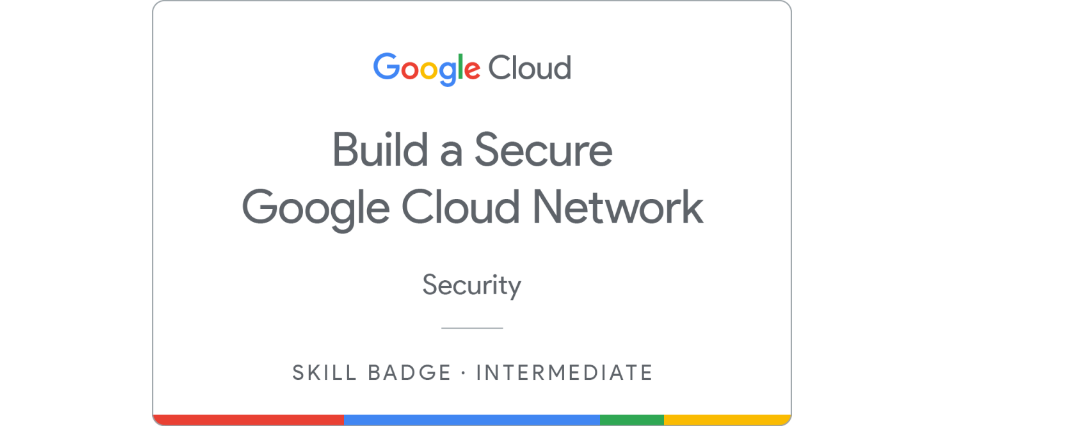 Google Cloud
Build a Secure
Google Cloud Network
Security
SKILL BADGE · INTERMEDIATE